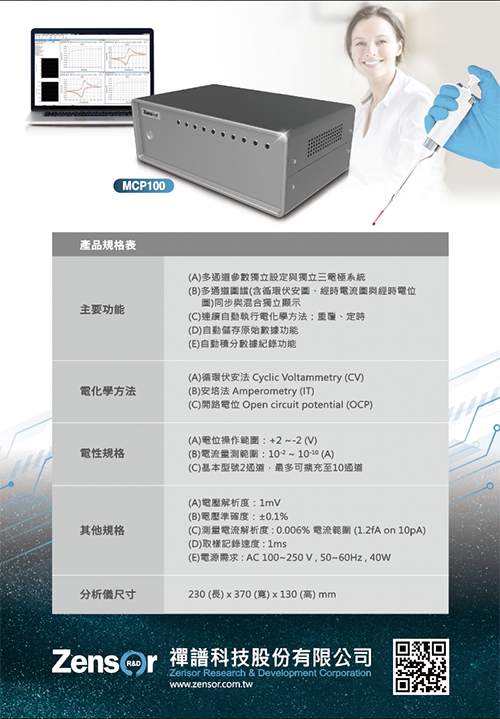 Zensor
MCP100
產品規格表
主要功能
(A)多通道參數獨立設定與獨立三電極系統
(B)多通道圖譜(含循環伏安圖、經時電流圖與經時電位
圖)同步與混合獨立顯示
(C)連續自動執行電化學方法：重覆、定時
(D)自動儲存原始數據功能
(E)自動積分數據紀錄功能
電化學方法
(A)循環伏安法 Cyclic Voltammetry (CV)
(B)安培法 Amperometry (IT)
(C)開路電位 Open circuit potential (OCP)
電性規格
(A)電位操作範圍：+2 ~-2 (V)
(B)電流量測範圍：10⁻² ~ 10⁻¹⁰ (A)
(C)基本型號2通道，最多可擴充至10通道
其他規格
(A)電壓解析度：1mV
(B)電壓準確度：±0.1%
(C)測量電流解析度：0.006% 電流範圍 (1.2fA on 10pA)
(D)取樣記錄速度：1ms
(E)電源需求：AC 100~250 V , 50~60Hz , 40W
分析儀尺寸
230 (長) x 370 (寬) x 130 (高) mm
Zensor R&D 禪譜科技股份有限公司
Zensor Research & Development Corporation
www.zensor.com.tw